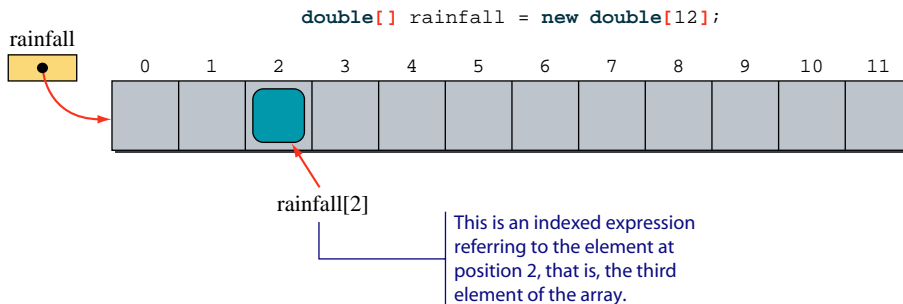 double[] rainfall = new double[12];
rainfall
0 1 2 3 4 5 6 7 8 9 10 11
rainfall[2]
This is an indexed expression
referring to the element at
position 2, that is, the third
element of the array.